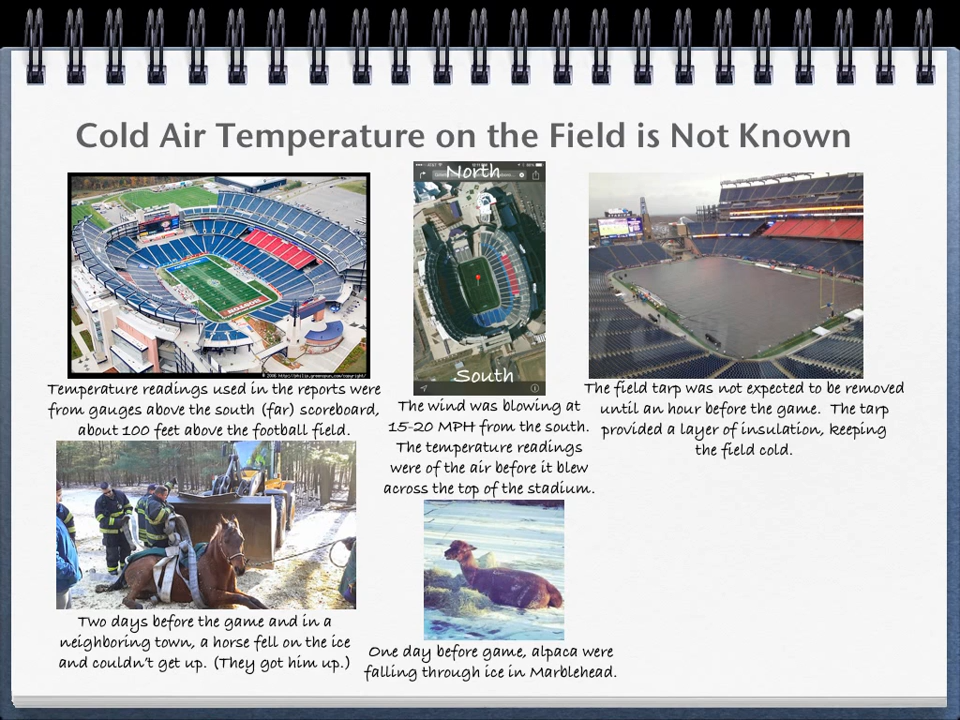 Cold Air Temperature on the Field is Not Known
North
South
Temperature readings used in the reports were
from gauges above the south (far) scoreboard,
about 100 feet above the football field.
The wind was blowing at
15-20 MPH from the south.
The temperature readings
were of the air before it blew
across the top of the stadium.
The field tarp was not expected to be removed
until an hour before the game. The tarp
provided a layer of insulation, keeping
the field cold.
Two days before the game and in a
neighboring town, a horse fell on the ice
and couldn't get up. (They got him up.)
One day before game, alpaca were
falling through ice in Marblehead.